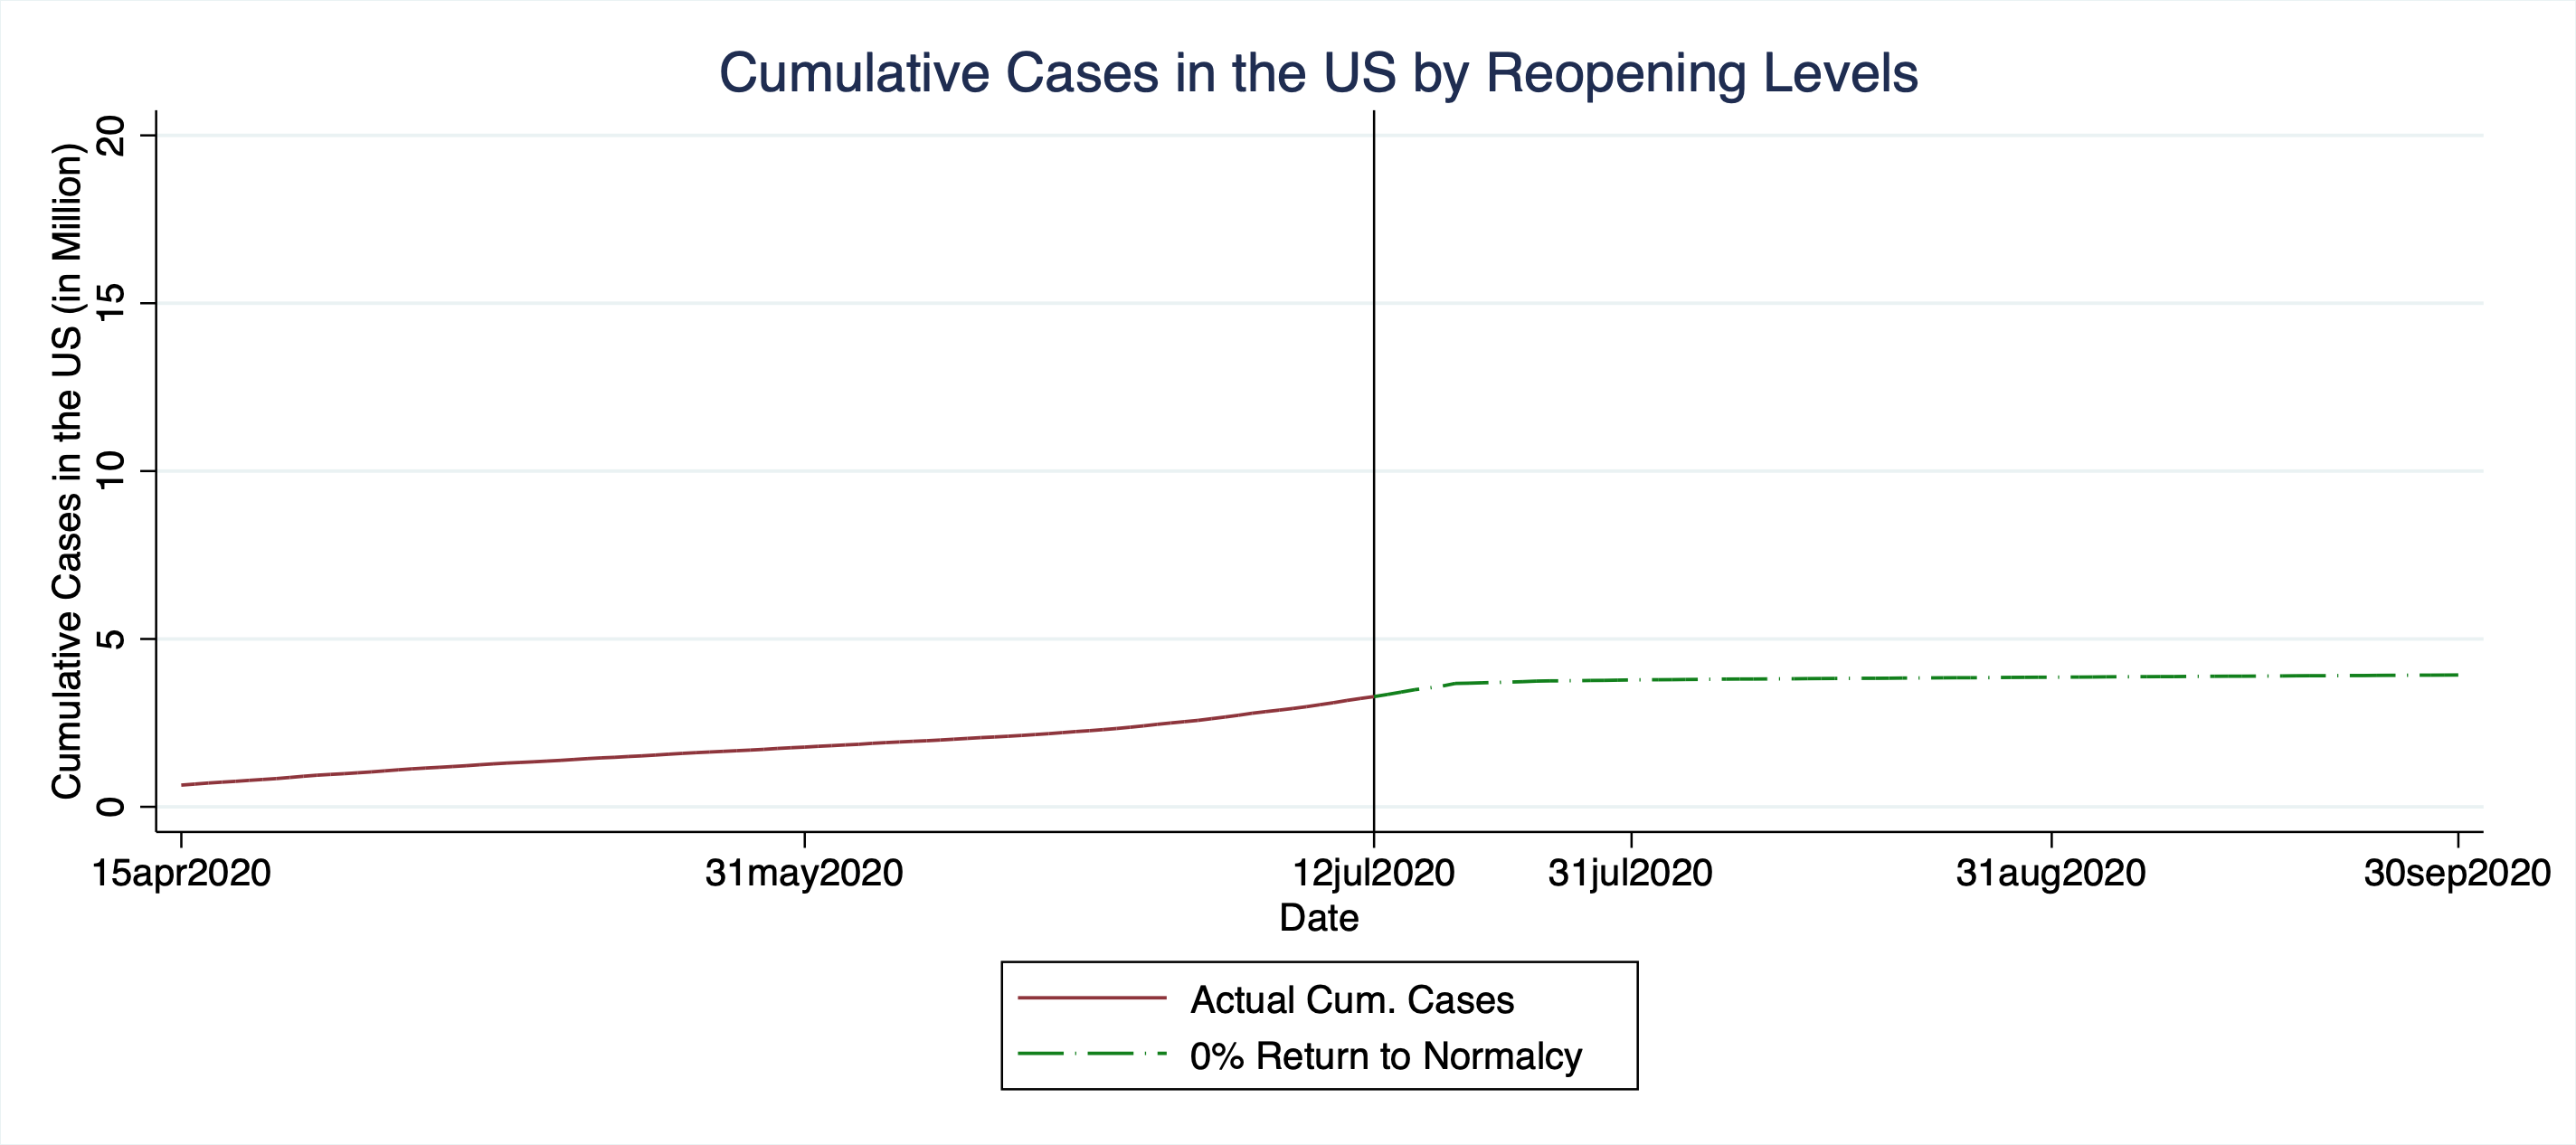 Cumulative Cases in the US by Reopening Levels
Cumulative Cases in the US (in Million)
20
15
10
5
0
15apr2020 31may2020 12jul2020 31jul2020 31aug2020 30sep2020
Date
Actual Cum. Cases
0% Return to Normalcy